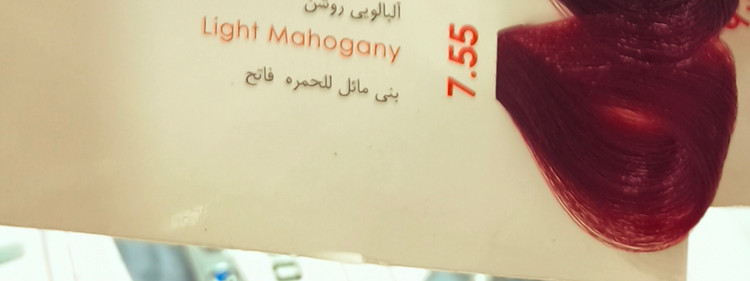 آلبالویی روشن
Light Mahogany
بنی مائل للحمره فاتح
7.55